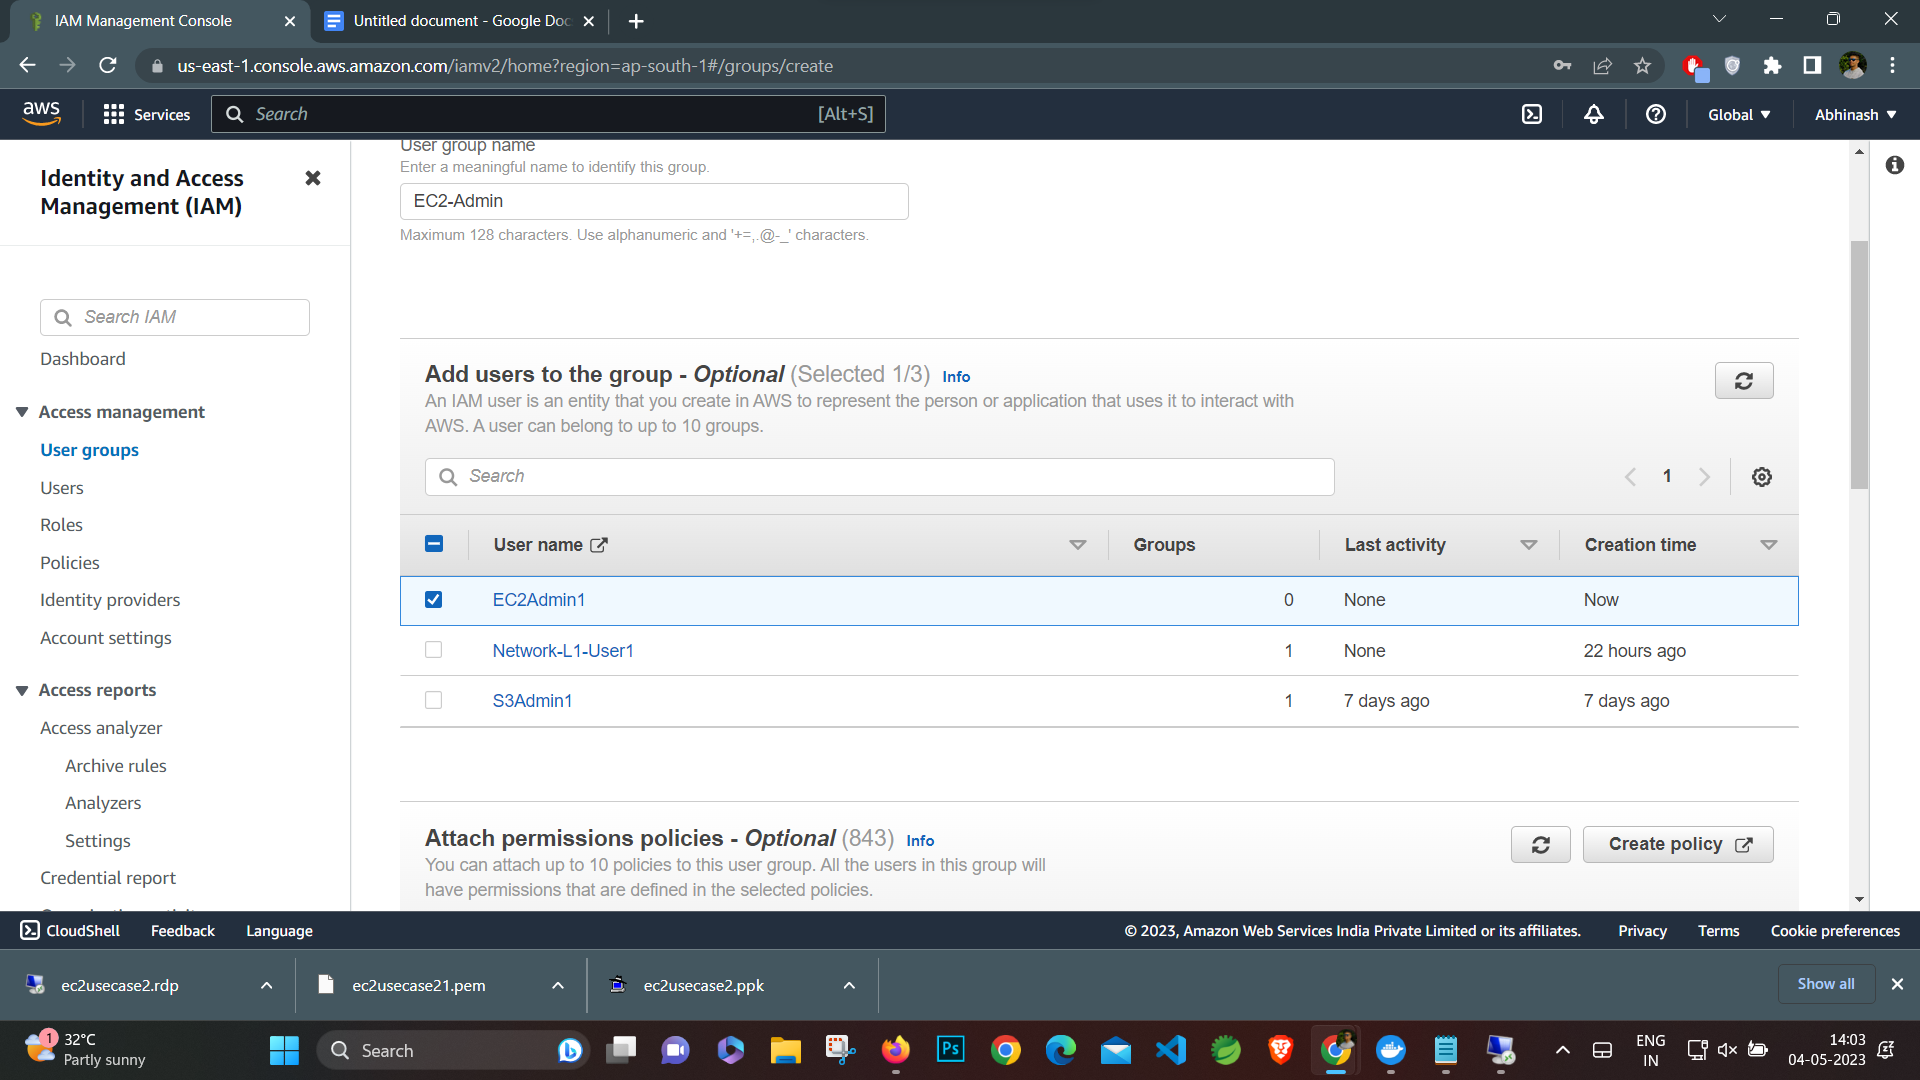 IAM Management Console
Untitled document - Google Doc
us-east-1.console.aws.amazon.com/iamv2/home?region=ap-south-1#/groups/create
aws
Services
Search
[Alt+S]
Global
Abhinash
Identity and Access
Management (IAM)
Search IAM
Dashboard
Access management
User groups
Users
Roles
Policies
Identity providers
Account settings
Access reports
Access analyzer
Archive rules
Analyzers
Settings
Credential report
User group name
Enter a meaningful name to identify this group.
EC2-Admin
Maximum 128 characters. Use alphanumeric and '+=,.@-_' characters.
Add users to the group - Optional (Selected 1/3) Info
An IAM user is an entity that you create in AWS to represent the person or application that uses it to interact with
AWS. A user can belong to up to 10 groups.
Search
1
User name Groups Last activity Creation time
EC2Admin1 0 None Now
Network-L1-User1 1 None 22 hours ago
S3Admin1 1 7 days ago 7 days ago
Attach permissions policies - Optional (843) Info
You can attach up to 10 policies to this user group. All the users in this group will
have permissions that are defined in the selected policies.
Create policy
CloudShell Feedback Language
© 2023, Amazon Web Services India Private Limited or its affiliates. Privacy Terms Cookie preferences
ec2usecase2.rdp
ec2usecase21.pem
ec2usecase2.ppk
Show all
1
32°C
Partly sunny
Search
Ps
ENG
IN
14:03
04-05-2023